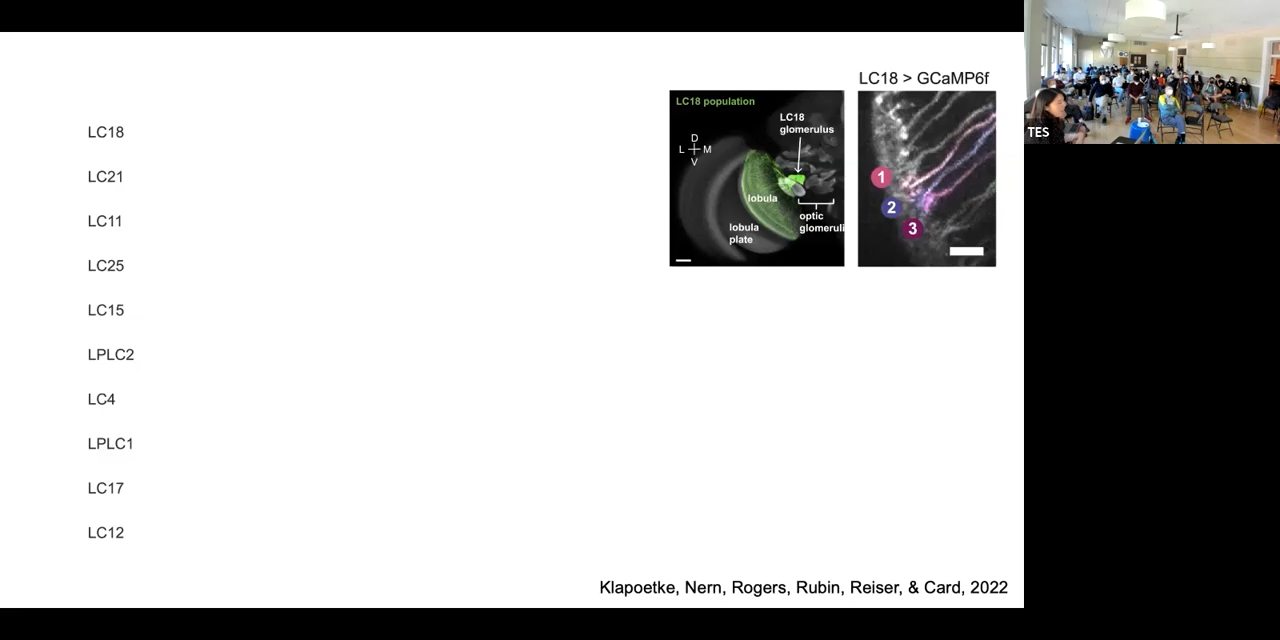 LC18 > GCaMP6f
LC18 population
LC18
glomerulus
D
L M
V
lobula
lobula
plate
optic
glomeruli
1
2
3
TES
LC18
LC21
LC11
LC25
LC15
LPLC2
LC4
LPLC1
LC17
LC12
Klapoetke, Nern, Rogers, Rubin, Reiser, & Card, 2022